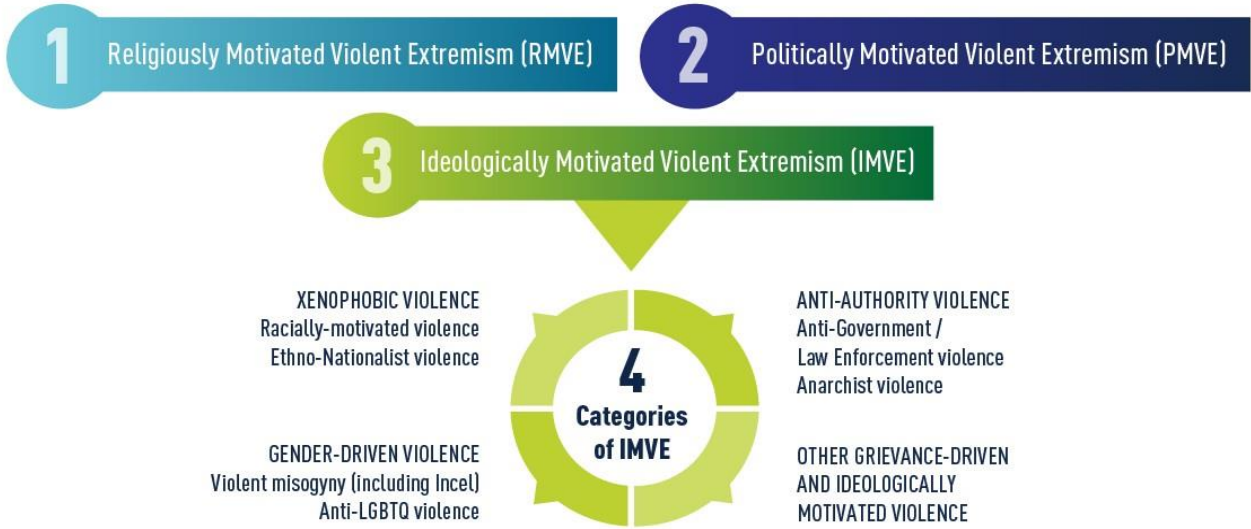 1 Religiously Motivated Violent Extremism (RMVE)
2 Politically Motivated Violent Extremism (PMVE)
3 Ideologically Motivated Violent Extremism (IMVE)
XENOPHOBIC VIOLENCE
Racially-motivated violence
Ethno-Nationalist violence
ANTI-AUTHORITY VIOLENCE
Anti-Government /
Law Enforcement violence
Anarchist violence
4
Categories
of IMVE
GENDER-DRIVEN VIOLENCE
Violent misogyny (including Incel)
Anti-LGBTQ violence
OTHER GRIEVANCE-DRIVEN
AND IDEOLOGICALLY
MOTIVATED VIOLENCE